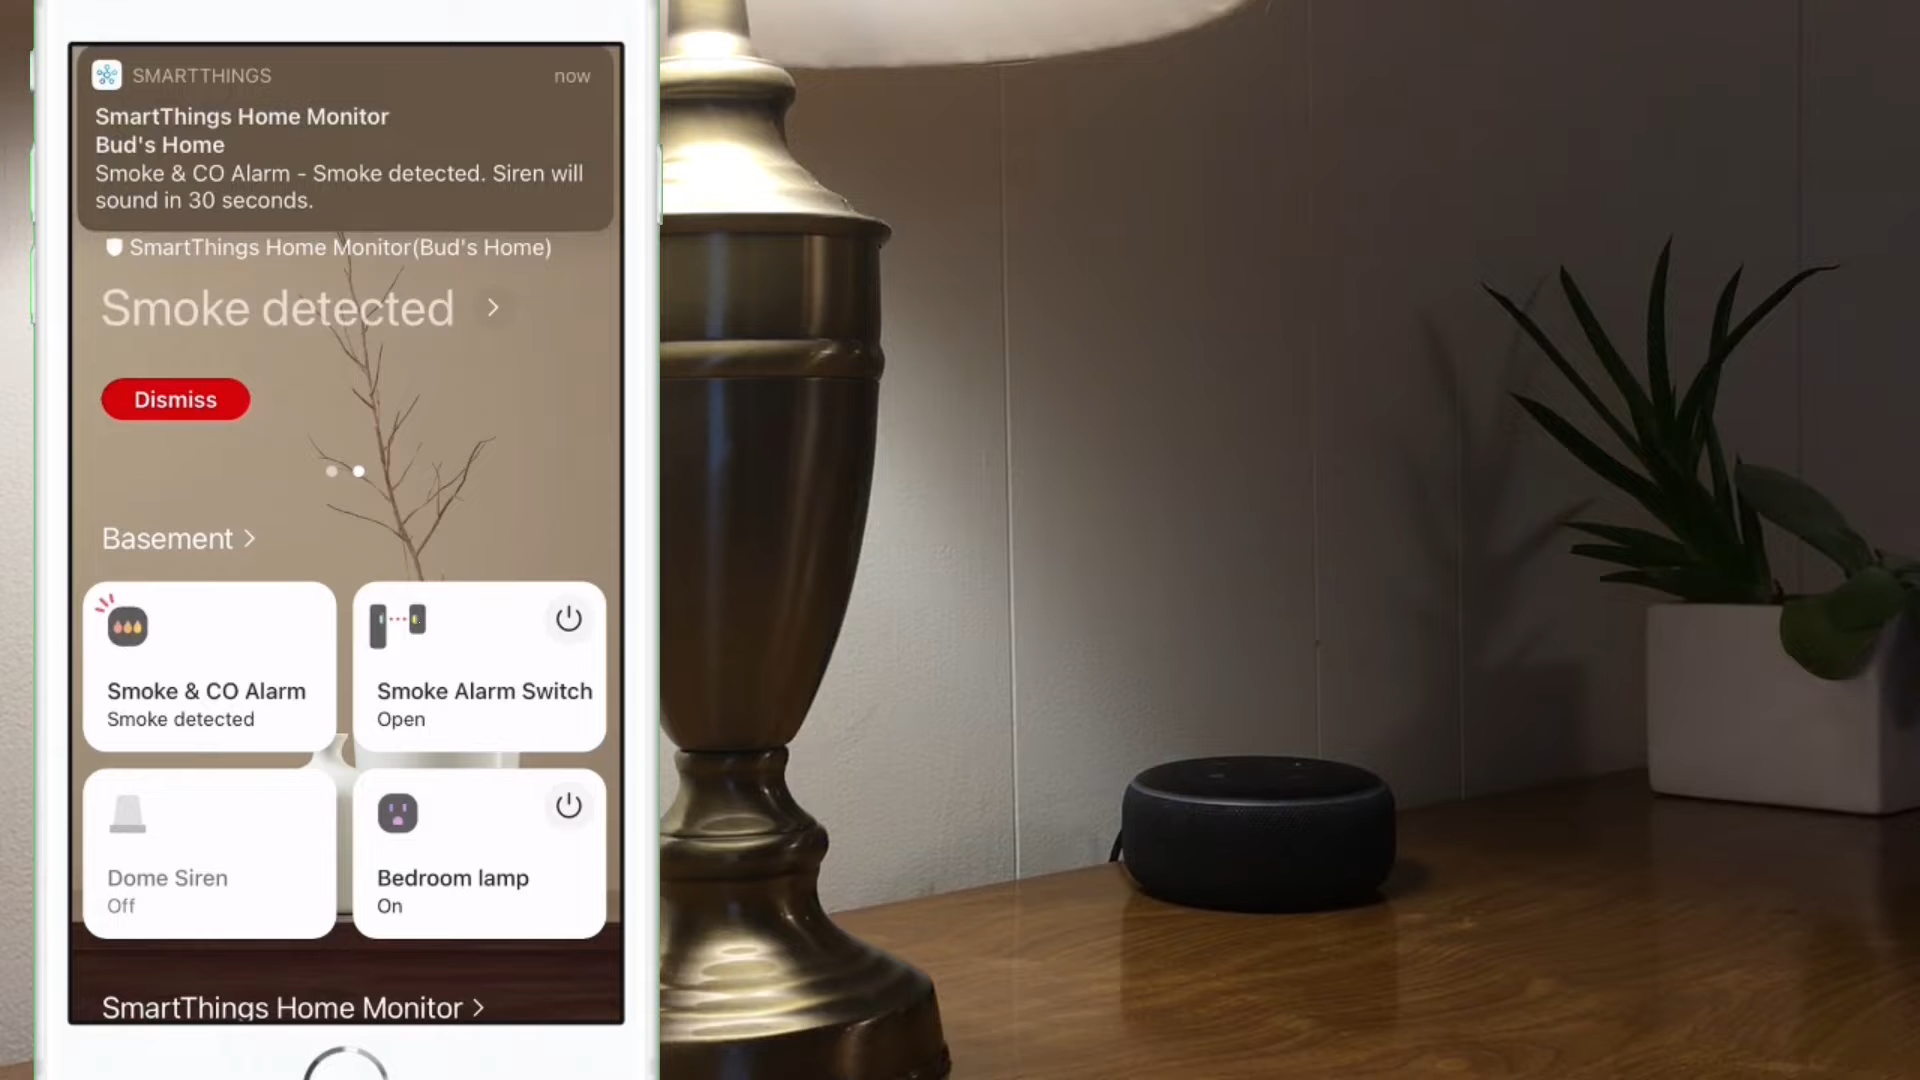 SMARTTHINGS
now
SmartThings Home Monitor
Bud's Home
Smoke & CO Alarm - Smoke detected. Siren will
sound in 30 seconds.
SmartThings Home Monitor(Bud's Home)
Smoke detected
Dismiss
Basement
Smoke & CO Alarm
Smoke detected
Smoke Alarm Switch
Open
Dome Siren
Off
Bedroom lamp
On
SmartThings Home Monitor